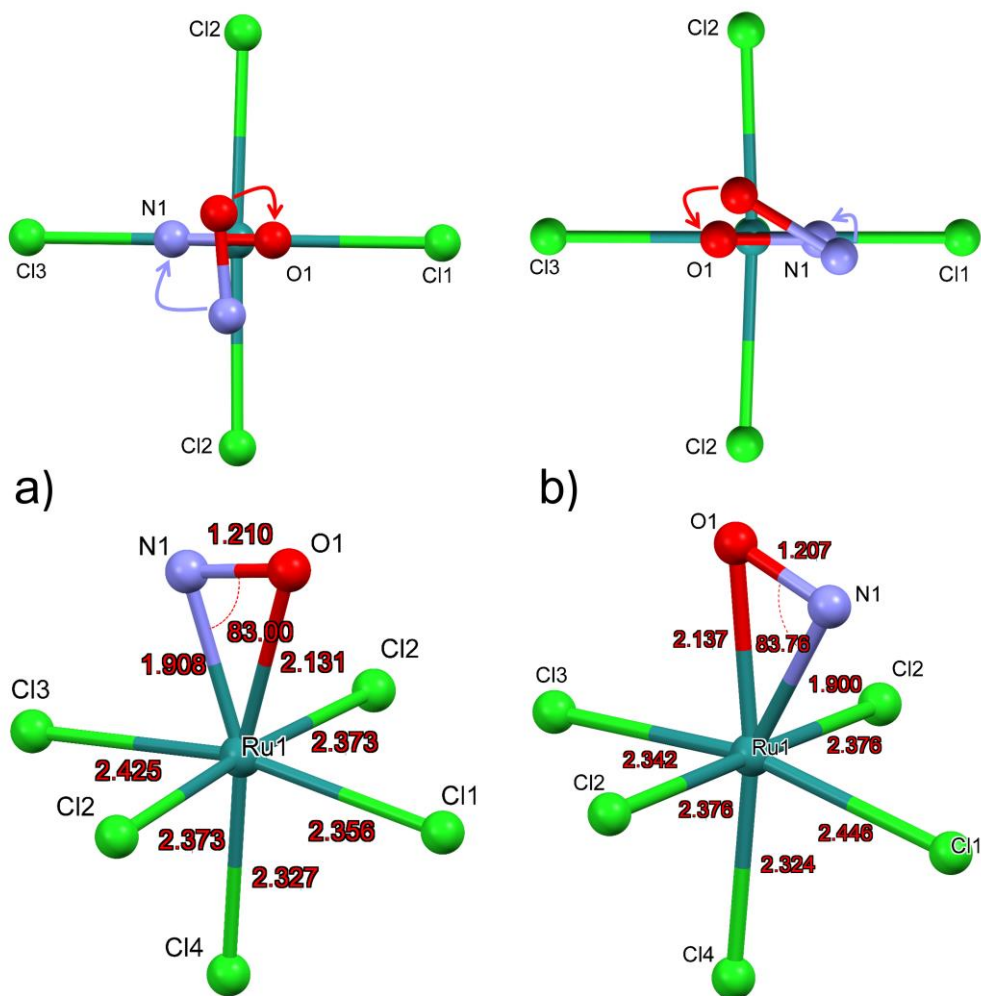 Cl2
N1
Cl3
O1
Cl1
Cl2
Cl2
Cl3
O1
N1
Cl1
Cl2
a)
1.210
N1
O1
83.00
1.908
2.131
Cl2
Cl3
Ru1
2.373
2.425
Cl2
Cl1
2.373
2.356
2.327
Cl4
b)
O1
1.207
N1
2.137
83.76
1.900
Cl2
Cl3
Ru1
2.342
2.376
Cl2
2.376
2.446
Cl1
2.324
Cl4